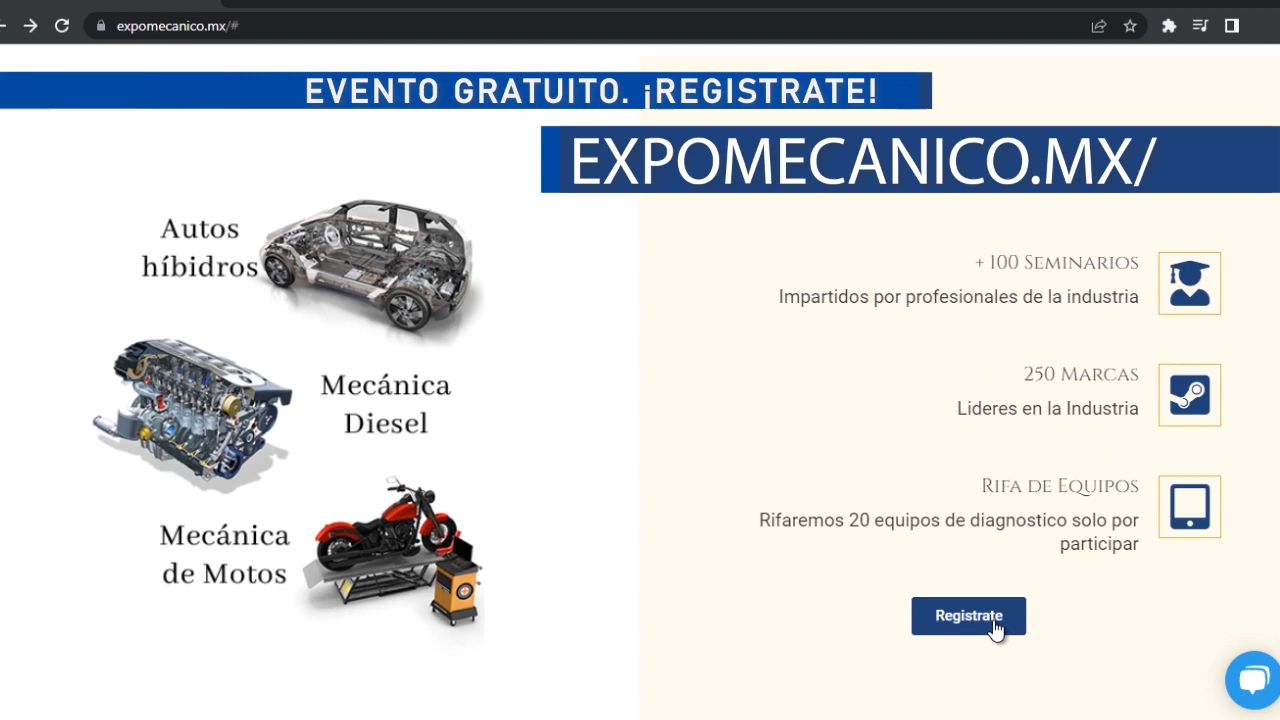 expomecanico.mx/#
EVENTO GRATUITO. ¡REGISTRATE!
EXPOMECANICO.MX/
Autos
híbidros
Mecánica
Diesel
Mecánica
de Motos
+ 100 Seminarios
Impartidos por profesionales de la industria
250 Marcas
Lideres en la Industria
Rifa de Equipos
Rifaremos 20 equipos de diagnostico solo por
participar
Registrate